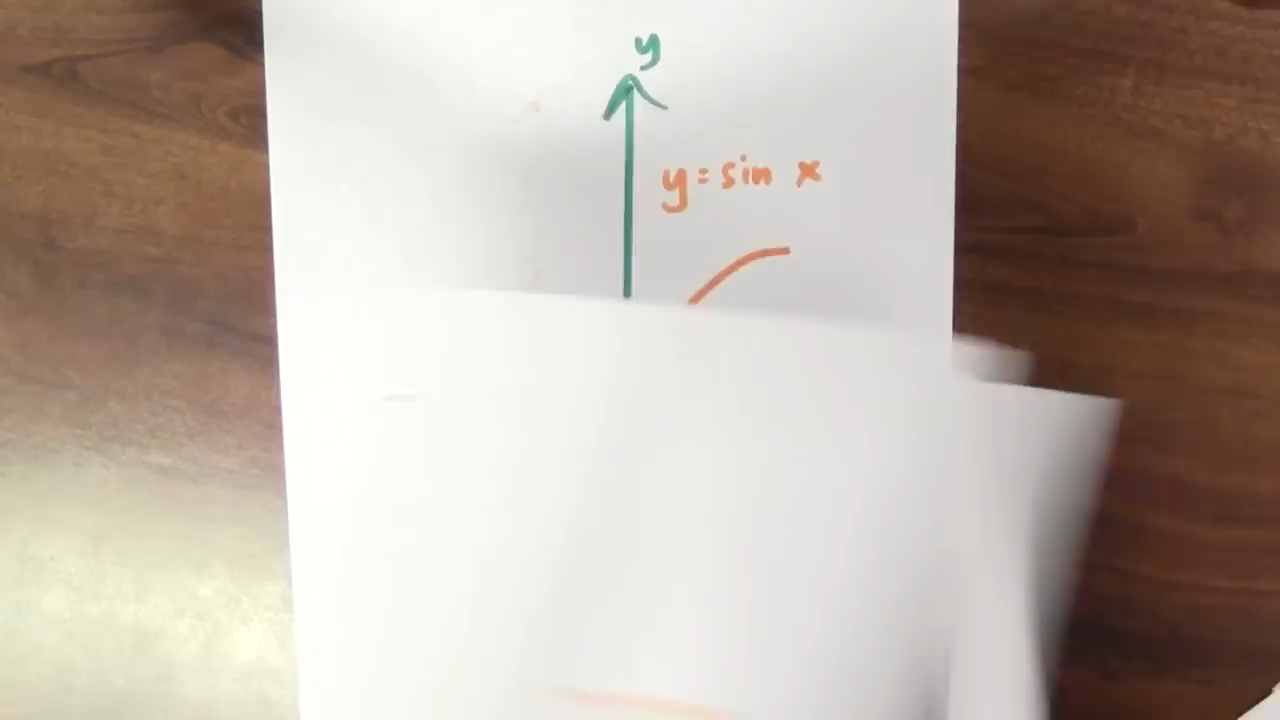 y
y = sin x